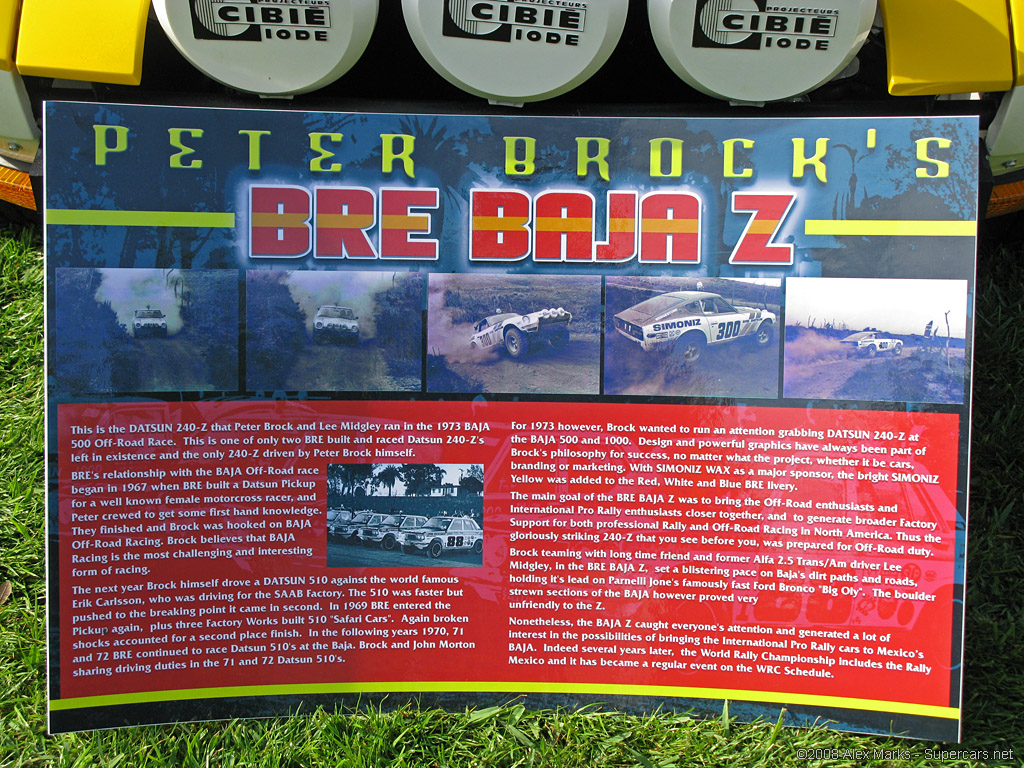 PROJECTEURS
CIBIÉ
IODE
PROJECTEURS
CIBIÉ
IODE
PROJECTEURS
CIBIÉ
IODE
PETER BROCK'S
BRE BAJA Z
300
SIMONIZ
300
This is the DATSUN 240-Z that Peter Brock and Lee Midgley ran in the 1973 BAJA
500 Off-Road Race. This is one of only two BRE built and raced Datsun 240-Z's
left in existence and the only 240-Z driven by Peter Brock himself.
BRE's relationship with the BAJA Off-Road race
began in 1967 when BRE built a Datsun Pickup
for a well known female motorcross racer, and
Peter crewed to get some first hand knowledge.
They finished and Brock was hooked on BAJA
Off-Road Racing. Brock believes that BAJA
Racing is the most challenging and interesting
form of racing.
88
The next year Brock himself drove a DATSUN 510 against the world famous
Erik Carlsson, who was driving for the SAAB Factory. The 510 was faster but
pushed to the breaking point it came in second. In 1969 BRE entered the
Pickup again, plus three Factory Works built 510 "Safari Cars". Again broken
shocks accounted for a second place finish. In the following years 1970, 71
and 72 BRE continued to race Datsun 510's at the Baja. Brock and John Morton
sharing driving duties in the 71 and 72 Datsun 510's.
For 1973 however, Brock wanted to run an attention grabbing DATSUN 240-Z at
the BAJA 500 and 1000. Design and powerful graphics have always been part of
Brock's philosophy for success, no matter what the project, whether it be cars,
branding or marketing. With SIMONIZ WAX as a major sponsor, the bright SIMONIZ
Yellow was added to the Red, White and Blue BRE livery.
The main goal of the BRE BAJA Z was to bring the Off-Road enthusiasts and
International Pro Rally enthusiasts closer together, and to generate broader Factory
Support for both professional Rally and Off-Road Racing in North America. Thus the
gloriously striking 240-Z that you see before you, was prepared for Off-Road duty.
Brock teaming with long time friend and former Alfa 2.5 Trans/Am driver Lee
Midgley, in the BRE BAJA Z, set a blistering pace on Baja's dirt paths and roads,
holding it's lead on Parnelli Jone's famously fast Ford Bronco "Big Oly". The boulder
strewn sections of the BAJA however proved very
unfriendly to the Z.
Nonetheless, the BAJA Z caught everyone's attention and generated a lot of
interest in the possibilities of bringing the International Pro Rally cars to Mexico's
BAJA. Indeed several years later, the World Rally Championship includes the Rally
Mexico and it has became a regular event on the WRC Schedule.
©2008 Alex Marks - Supercars.net